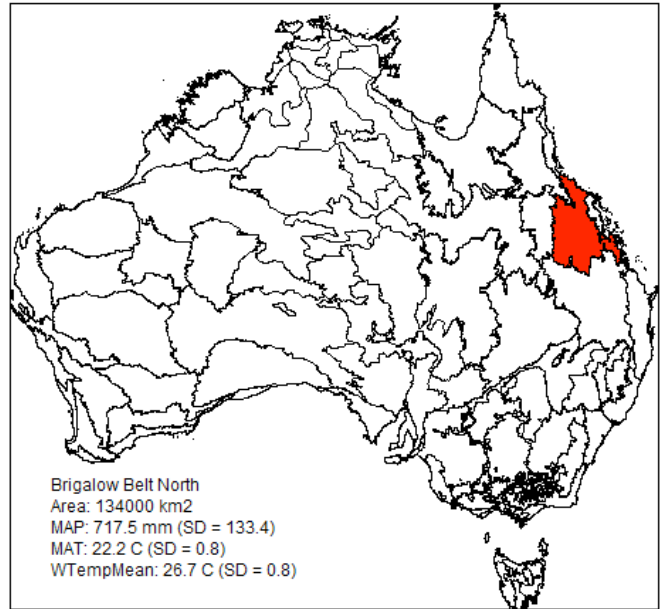 Brigalow Belt North
Area: 134000 km2
MAP: 717.5 mm (SD = 133.4)
MAT: 22.2 C (SD = 0.8)
WTempMean: 26.7 C (SD = 0.8)